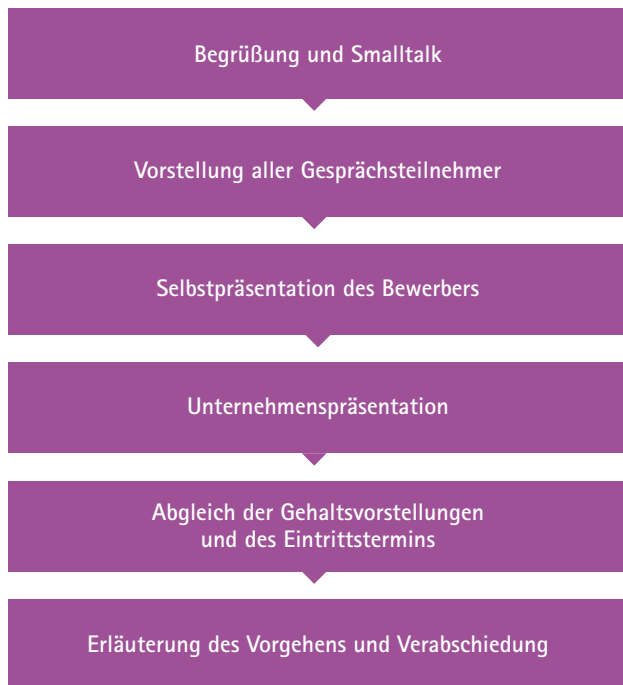 Begrüßung und Smalltalk
Vorstellung aller Gesprächsteilnehmer
Selbstpräsentation des Bewerbers
Unternehmenspräsentation
Abgleich der Gehaltsvorstellungen
und des Eintrittstermins
Erläuterung des Vorgehens und Verabschiedung